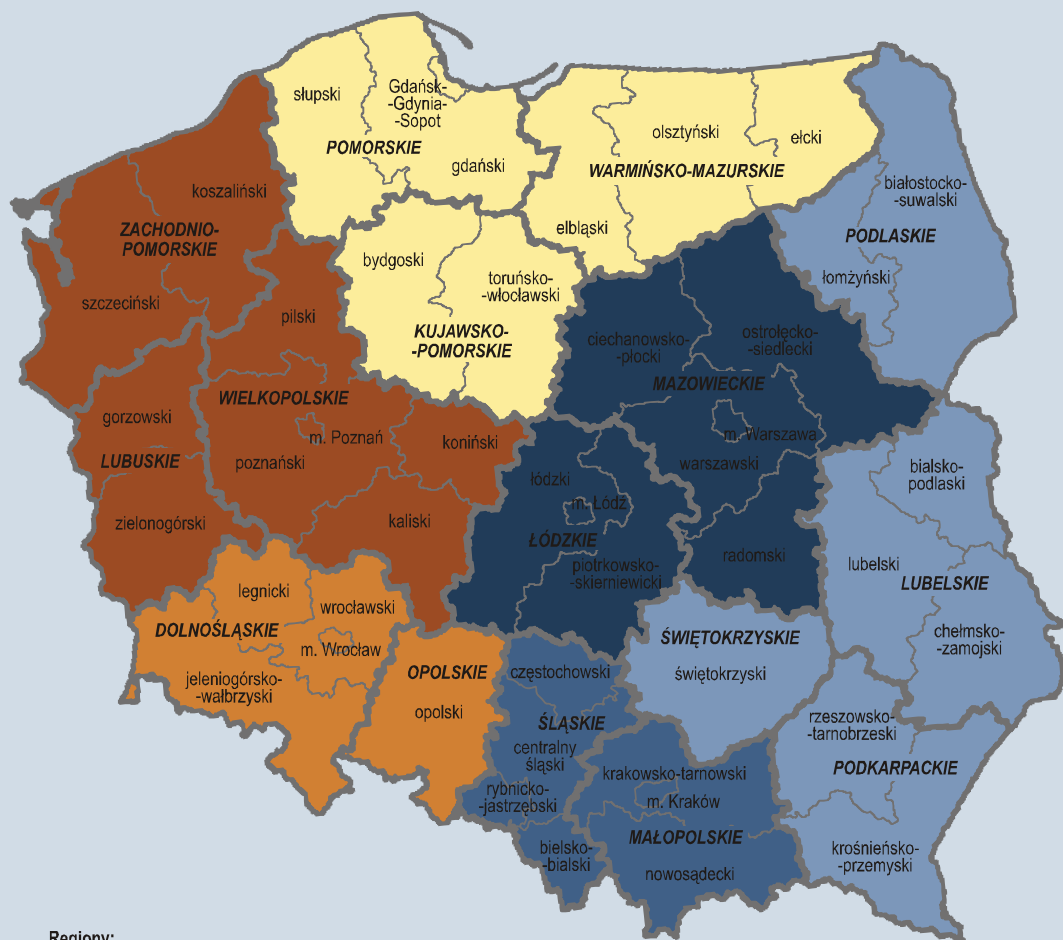 słupski
Gdańsk-
-Gdynia-
-Sopot
POMORSKIE
gdański
olsztyński
ełcki
WARMIŃSKO-MAZURSKIE
elbląski
białostocko-
-suwalski
PODLASKIE
łomżyński
koszaliński
ZACHODNIO-
POMORSKIE
szczeciński
bydgoski
toruńsko-
-włocławski
KUJAWSKO-
-POMORSKIE
pilski
WIELKOPOLSKIE
m. Poznań
poznański
koniński
kaliski
gorzowski
LUBUSKIE
zielonogórski
ciechanowsko-
-płocki
ostrołęcko-
-siedlecki
MAZOWIECKIE
m. Warszawa
warszawski
radomski
łódzki
m. Łódź
ŁÓDZKIE
piotrkowsko-
-skierniewicki
bialsko-
podlaski
lubelski
LUBELSKIE
chełmsko-
-zamojski
legnicki
wrocławski
DOLNOŚLĄSKIE
m. Wrocław
jeleniogórsko-
-wałbrzyski
OPOLSKIE
opolski
częstochowski
ŚLĄSKIE
centralny
śląski
rybnicko-
-jastrzębski
bielsko-
-bialski
ŚWIĘTOKRZYSKIE
świętokrzyski
krakowsko-tarnowski
m. Kraków
MAŁOPOLSKIE
nowosądecki
rzeszowsko-
-tarnobrzeski
PODKARPACKIE
krośnieńsko-
-przemyski
Regiony: